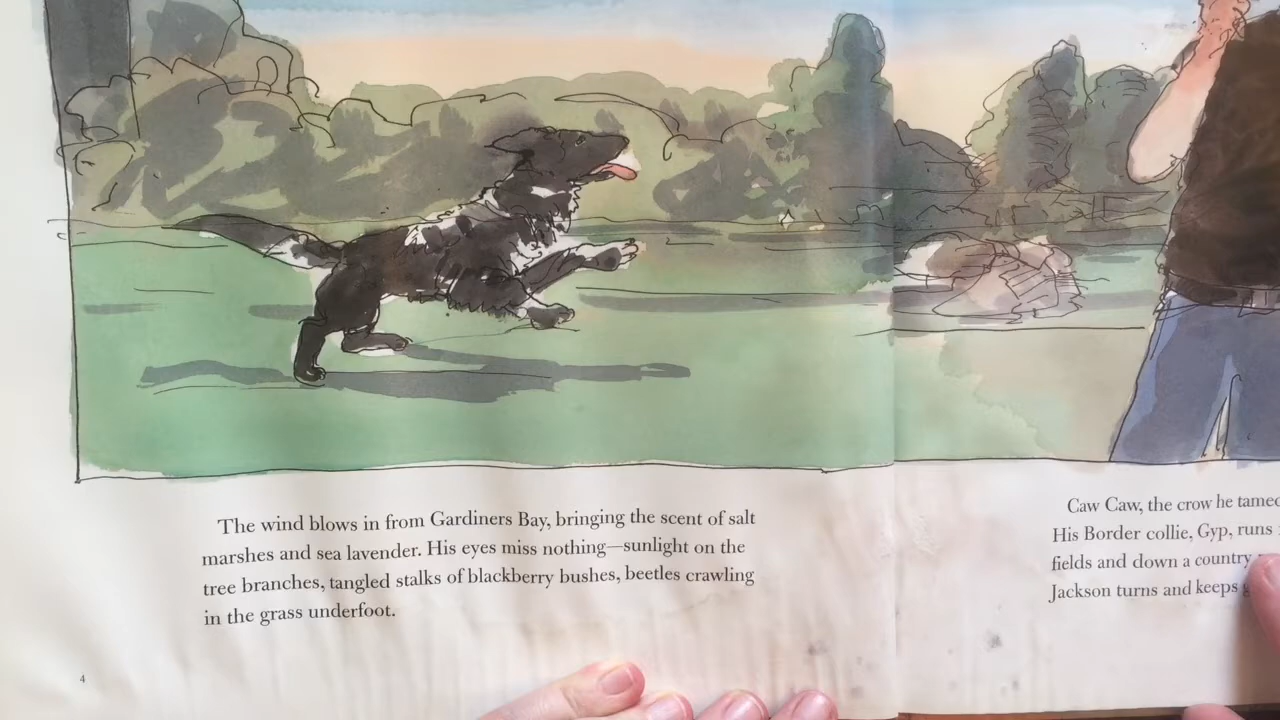 The wind blows in from Gardiners Bay, bringing the scent of salt
marshes and sea lavender. His eyes miss nothing—sunlight on the
tree branches, tangled stalks of blackberry bushes, beetles crawling
in the grass underfoot.
4
Caw Caw, the crow he tamed
His Border collie, Gyp, runs
fields and down a country
Jackson turns and keeps